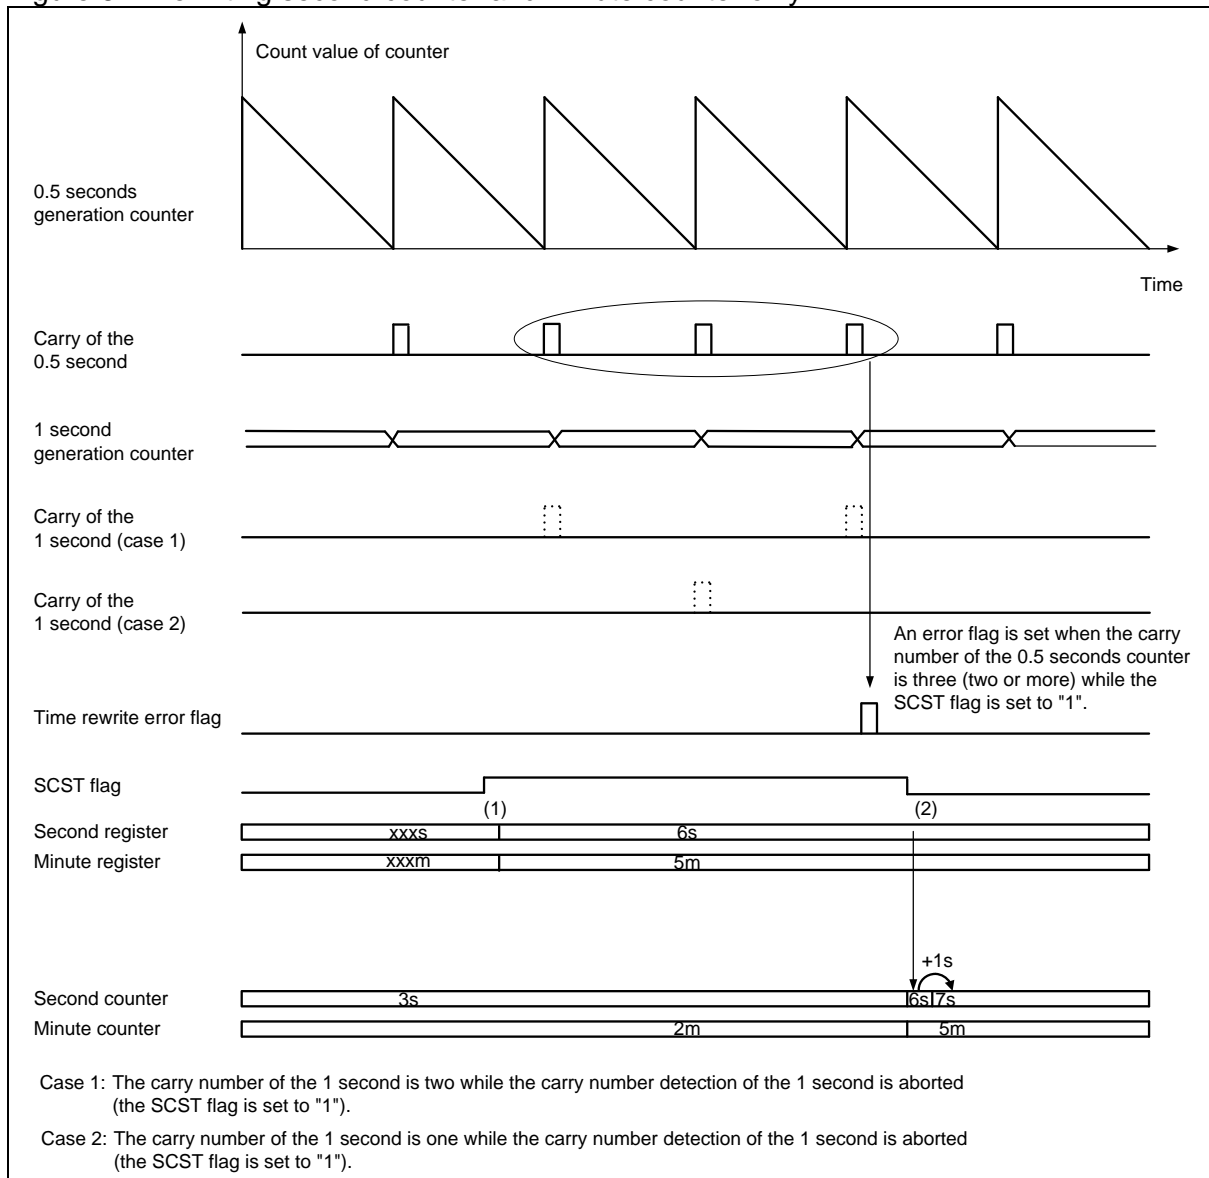 Count value of counter
0.5 seconds
generation counter
Time
Carry of the
0.5 second
1 second
generation counter
Carry of the
1 second (case 1)
Carry of the
1 second (case 2)
An error flag is set when the carry
number of the 0.5 seconds counter
is three (two or more) while the
SCST flag is set to "1".
Time rewrite error flag
SCST flag
(1) (2)
Second register xxxs 6s
Minute register xxxm 5m
+1s
Second counter 3s 6s 7s
Minute counter 2m 5m
Case 1: The carry number of the 1 second is two while the carry number detection of the 1 second is aborted
(the SCST flag is set to "1").
Case 2: The carry number of the 1 second is one while the carry number detection of the 1 second is aborted
(the SCST flag is set to "1").